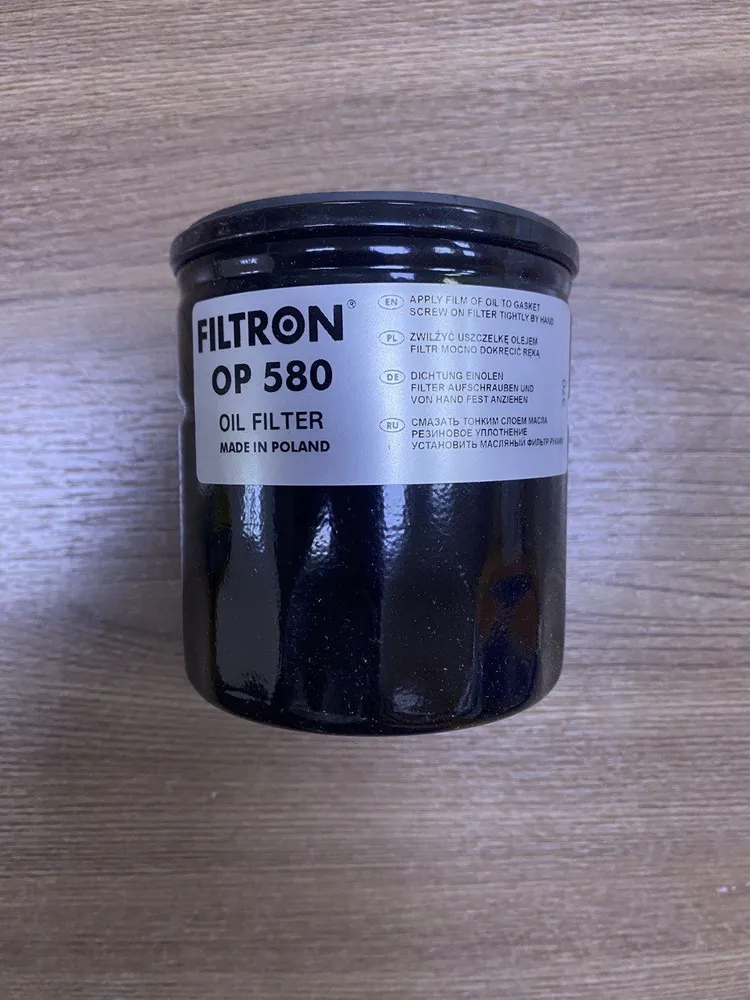 FILTRON®
OP 580
OIL FILTER
MADE IN POLAND
EN APPLY FILM OF OIL TO GASKET
SCREW ON FILTER TIGHTLY BY HAND
PL ZWILŻYĆ USZCZELKĘ OLEJEM
FILTR MOCNO DOKRĘCIĆ RĘKĄ
DE DICHTUNG EINOLEN
FILTER AUFSCHRAUBEN UND
VON HAND FEST ANZIEHEN
RU СМАЗАТЬ ТОНКИМ СЛОЕМ МАСЛА
РЕЗИНОВОЕ УПЛОТНЕНИЕ
УСТАНОВИТЬ МАСЛЯНЫЙ ФИЛЬТР